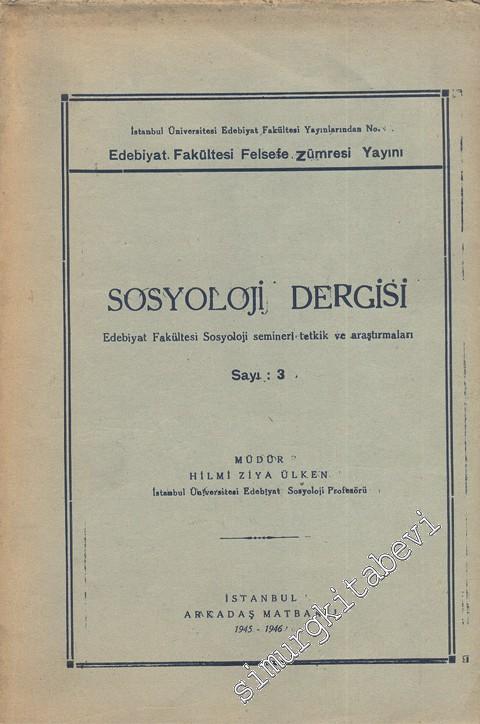 İstanbul Üniversitesi Edebiyat Fakültesi Yayınlarından No.
Edebiyat Fakültesi Felsefe Zümresi Yayını
SOSYOLOJİ DERGİSİ
Edebiyat Fakültesi Sosyoloji semineri tetkik ve araştırmaları
Sayı : 3
MÜDÜR
HİLMİ ZİYA ÜLKEN
İstanbul Üniversitesi Edebiyat Sosyoloji Profesörü
İSTANBUL
ARKADAŞ MATBAA
1945 - 1946
simurgkitabevi